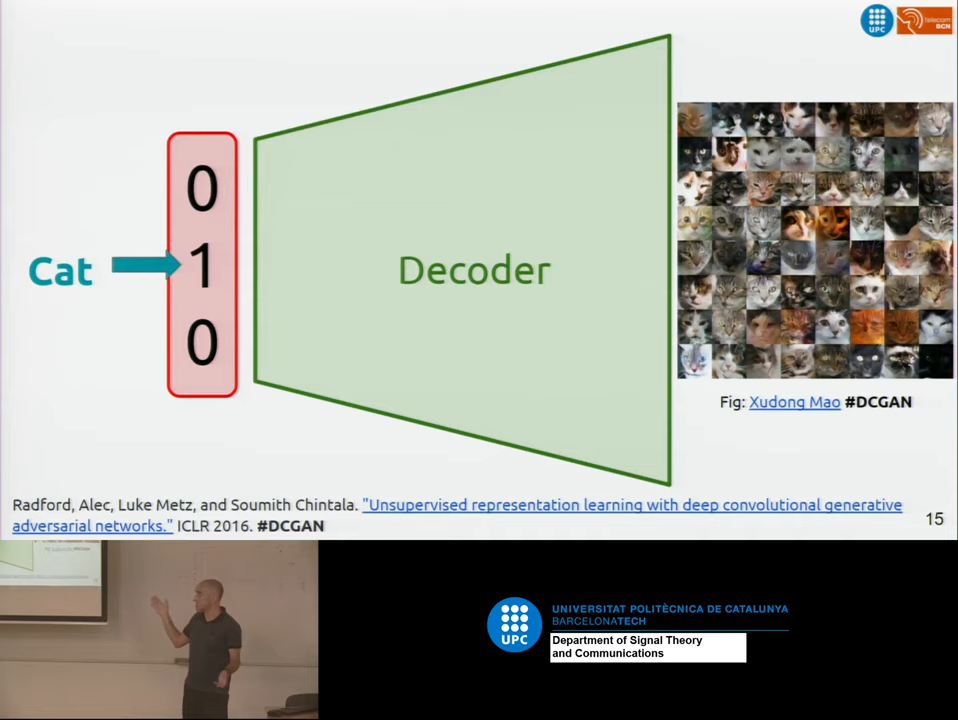 UPC
telecom
BCN
0
Cat
1
0
Decoder
Fig: Xudong Mao #DCGAN
Radford, Alec, Luke Metz, and Soumith Chintala. "Unsupervised representation learning with deep convolutional generative
adversarial networks." ICLR 2016. #DCGAN
15
UPC
UNIVERSITAT POLITÈCNICA DE CATALUNYA
BARCELONATECH
Department of Signal Theory
and Communications